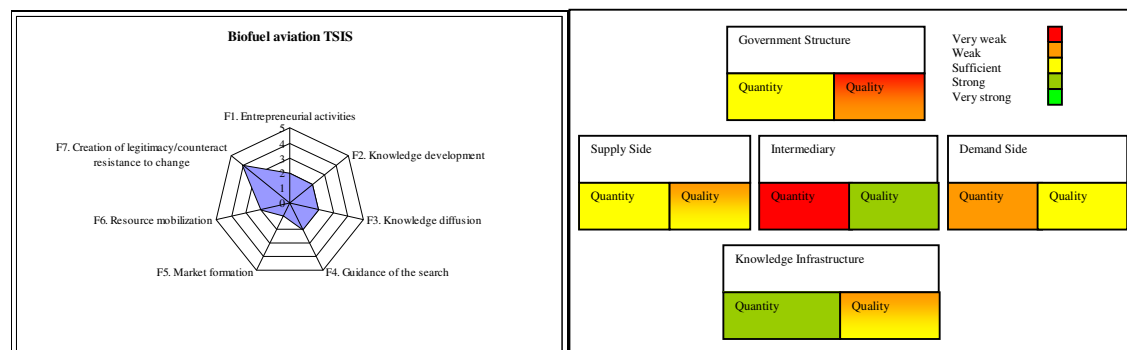 Biofuel aviation TSIS
F1. Entrepreneurial activities
5
4
3
2
1
0
F7. Creation of legitimacy/counteract
resistance to change
F2. Knowledge development
F6. Resource mobilization
F3. Knowledge diffusion
F5. Market formation
F4. Guidance of the search
Government Structure
Quantity
Quality
Very weak
Weak
Sufficient
Strong
Very strong
Supply Side
Quantity
Quality
Intermediary
Quantity
Quality
Demand Side
Quantity
Quality
Knowledge Infrastructure
Quantity
Quality